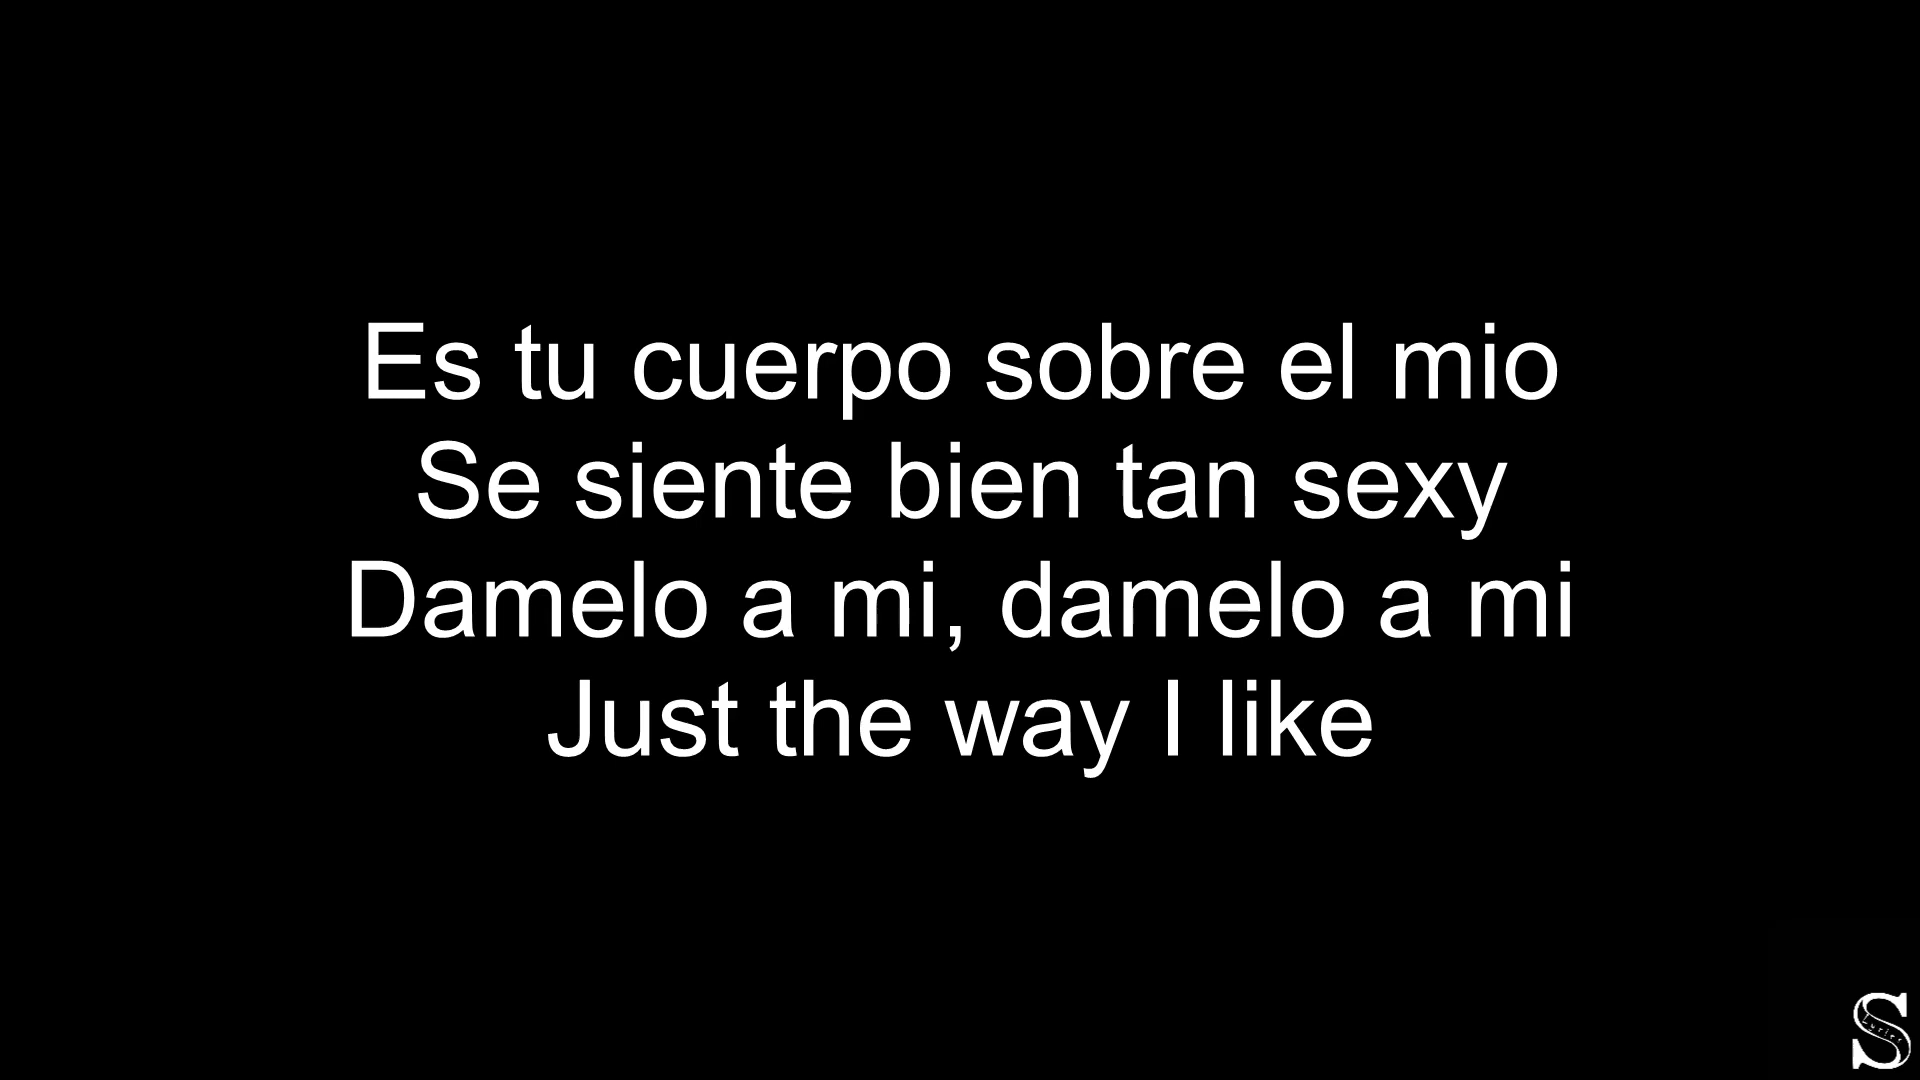 Es tu cuerpo sobre el mio
Se siente bien tan sexy
Damelo a mi, damelo a mi
Just the way I like
S